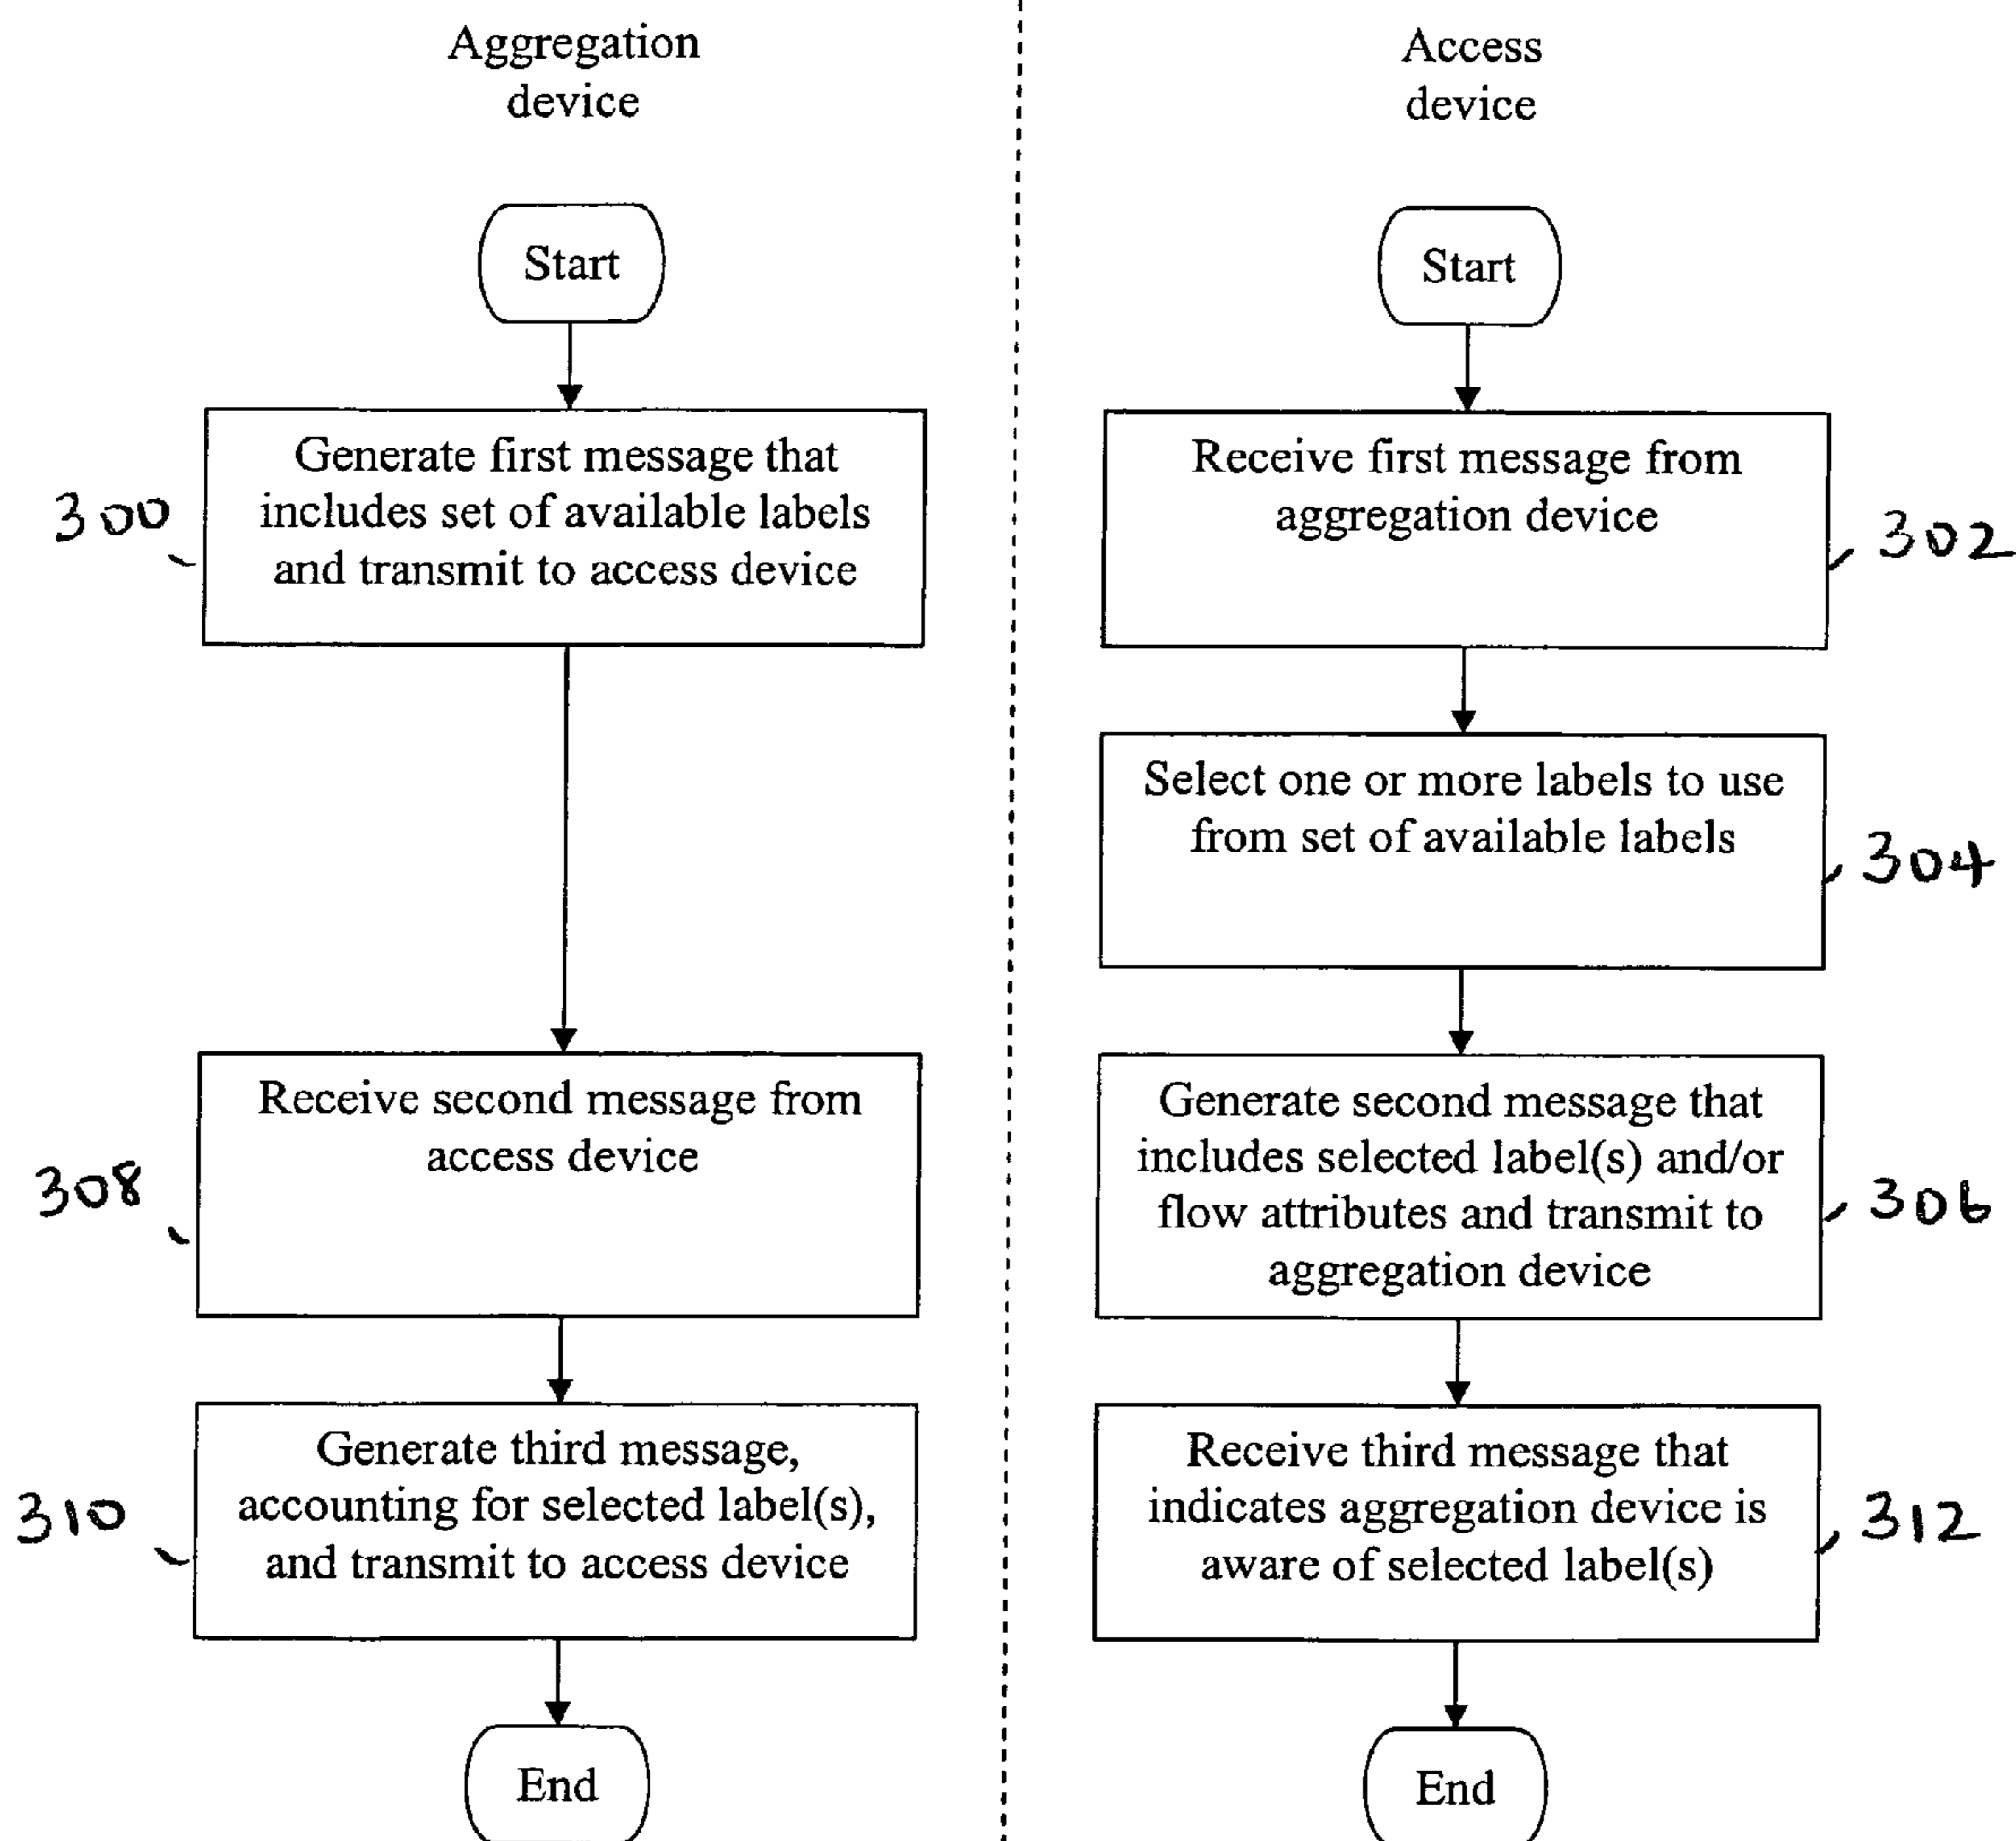 Aggregation
device
Start
Generate first message that
includes set of available labels
and transmit to access device
300
Receive second message from
access device
308
Generate third message,
accounting for selected label(s),
and transmit to access device
310
End
Access
device
Start
Receive first message from
aggregation device
302
Select one or more labels to use
from set of available labels
304
Generate second message that
includes selected label(s) and/or
flow attributes and transmit to
aggregation device
306
Receive third message that
indicates aggregation device is
aware of selected label(s)
312
End